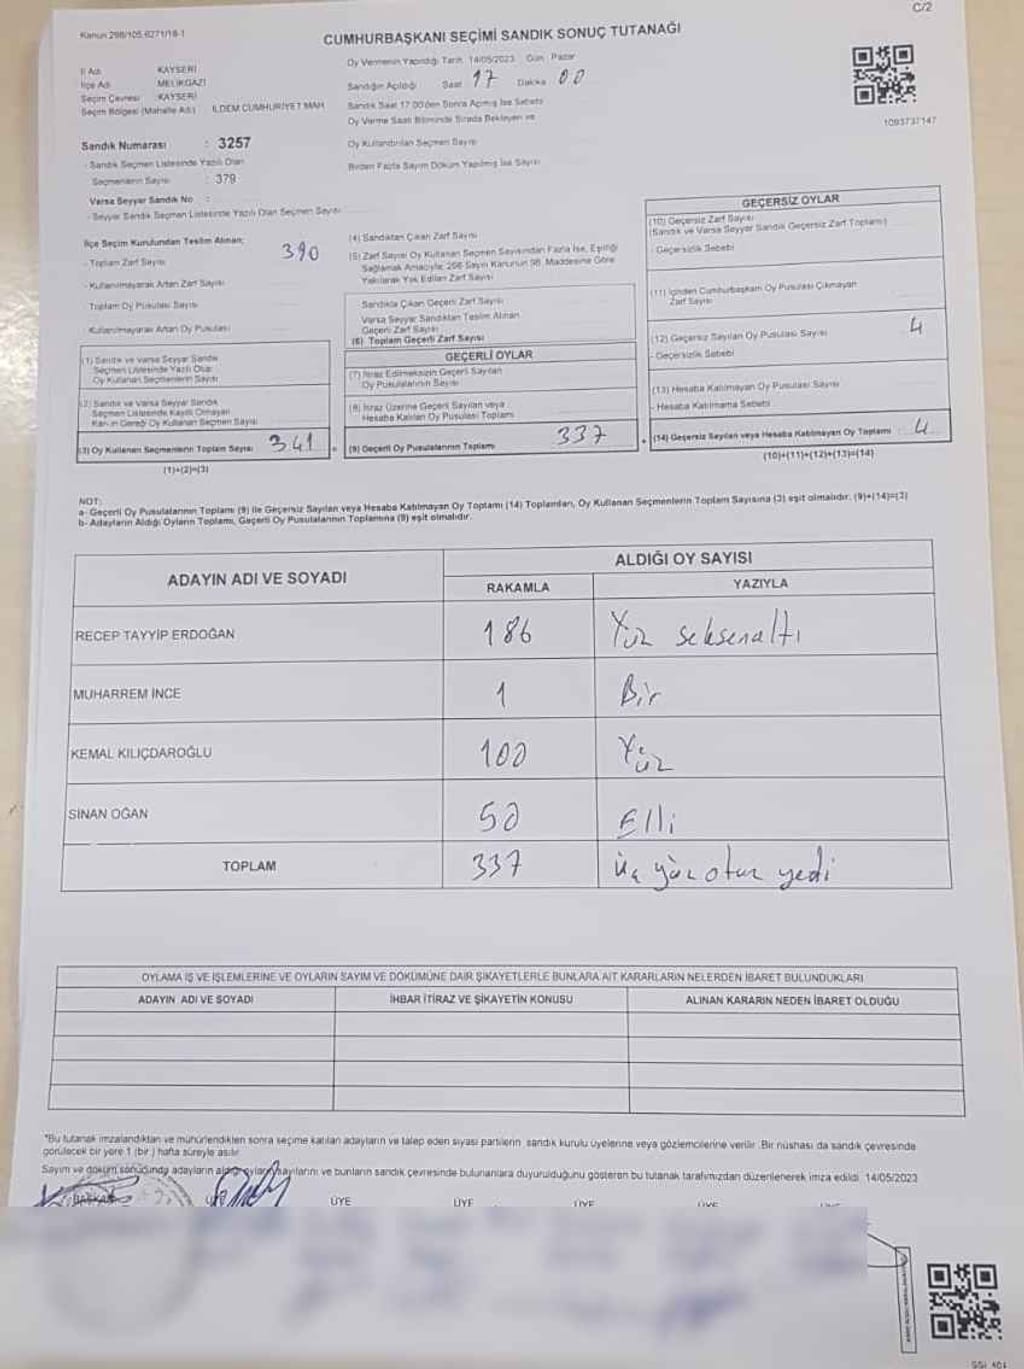 C/2
Kanun 298/105,6271/18-1
CUMHURBAŞKANI SEÇİMİ SANDIK SONUÇ TUTANAĞI
İl Adı KAYSERİ
İlçe Adı MELİKGAZİ
Seçim Çevresi KAYSERİ
Seçim Bölgesi (Mahalle Adı) İLDEM CUMHURİYET MAH
Sandık Numarası : 3257
- Sandık Seçmen Listesinde Yazılı Olan
Seçmenlerin Sayısı : 379
Varsa Seyyar Sandık No :
- Seyyar Sandık Seçmen Listesinde Yazılı Olan Seçmen Sayısı
Oy Vermenin Yapıldığı Tarih 14/05/2023 Gün Pazar
Sandığın Açıldığı Saat 17 Dakika 00
Sandık Saat 17.00'den Sonra Açılmış İse Sebebi
Oy Verme Saati Bitiminde Sırada Bekleyen ve
Oy Kullandırılan Seçmen Sayısı
Birden Fazla Sayım Döküm Yapılmış İse Sayısı
1093737147
İlçe Seçim Kurulundan Teslim Alınan;
- Toplam Zarf Sayısı 390
- Kullanılmayarak Artan Zarf Sayısı
Toplam Oy Pusulası Sayısı
- Kullanılmayarak Artan Oy Pusulası
(1) Sandık ve Varsa Seyyar Sandık
Seçmen Listesinde Yazılı Olup
Oy Kullanan Seçmenlerin Sayısı
(2) Sandık ve Varsa Seyyar Sandık
Seçmen Listesinde Kayıtlı Olmayan
Kanun Gereği Oy Kullanan Seçmen Sayısı
(3) Oy Kullanan Seçmenlerin Toplam Sayısı 341
(1)+(2)=(3)
(4) Sandıktan Çıkan Zarf Sayısı
(5) Zarf Sayısı Oy Kullanan Seçmen Sayısından Fazla İse, Eşitliği
Sağlamak Amacıyla; 298 Sayılı Kanunun 98. Maddesine Göre
Yakılarak Yok Edilen Zarf Sayısı
Sandıkta Çıkan Geçerli Zarf Sayısı
Varsa Seyyar Sandıktan Teslim Alınan
Geçerli Zarf Sayısı
(6) Toplam Geçerli Zarf Sayısı
GEÇERLİ OYLAR
(7) İtiraz Edilmeksizin Geçerli Sayılan
Oy Pusulalarının Sayısı
(8) İtiraz Üzerine Geçerli Sayılan veya
Hesaba Katılan Oy Pusulası Toplamı
(9) Geçerli Oy Pusulalarının Toplamı 337
GEÇERSİZ OYLAR
(10) Geçersiz Zarf Sayısı
(Sandık ve Varsa Seyyar Sandık Geçersiz Zarf Toplamı)
- Geçersizlik Sebebi
(11) İçinden Cumhurbaşkanı Oy Pusulası Çıkmayan
Zarf Sayısı
(12) Geçersiz Sayılan Oy Pusulası Sayısı 4
- Geçersizlik Sebebi
(13) Hesaba Katılmayan Oy Pusulası Sayısı
- Hesaba Katılmama Sebebi
(14) Geçersiz Sayılan veya Hesaba Katılmayan Oy Toplamı : 4
(10)+(11)+(12)+(13)=(14)
NOT:
a- Geçerli Oy Pusulalarının Toplamı (9) ile Geçersiz Sayılan veya Hesaba Katılmayan Oy Toplamı (14) Toplamları, Oy Kullanan Seçmenlerin Toplam Sayısına (3) eşit olmalıdır. (9)+(14)=(3)
b- Adayların Aldığı Oyların Toplamı, Geçerli Oy Pusulalarının Toplamına (9) eşit olmalıdır.
ADAYIN ADI VE SOYADI
ALDIĞI OY SAYISI
RAKAMLA YAZIYLA
RECEP TAYYİP ERDOĞAN 186 Yüz seksenaltı
MUHARREM İNCE 1 Bir
KEMAL KILIÇDAROĞLU 100 Yüz
SİNAN OĞAN 50 Elli
TOPLAM 337 üç yüz otuz yedi
OYLAMA İŞ VE İŞLEMLERİNE VE OYLARIN SAYIM VE DÖKÜMÜNE DAİR ŞİKAYETLERLE BUNLARA AİT KARARLARIN NELERDEN İBARET BULUNDUKLARI
ADAYIN ADI VE SOYADI İHBAR İTİRAZ VE ŞİKAYETİN KONUSU ALINAN KARARIN NEDEN İBARET OLDUĞU
*Bu tutanak imzalandıktan ve mühürlendikten sonra seçime katılan adayların ve talep eden siyasi partilerin sandık kurulu üyelerine veya gözlemcilerine verilir. Bir nüshası da sandık çevresinde
görülecek bir yere 1 (bir) hafta süreyle asılır.
Sayım ve döküm sonucunda adayların aldığı oyların sayılarını ve bunların sandık çevresinde bulunanlara duyurulduğunu gösteren bu tutanak tarafımızdan düzenlenerek imza edildi. 14/05/2023
BAŞKAN ÜYE ÜYE ÜYE ÜYE ÜYE